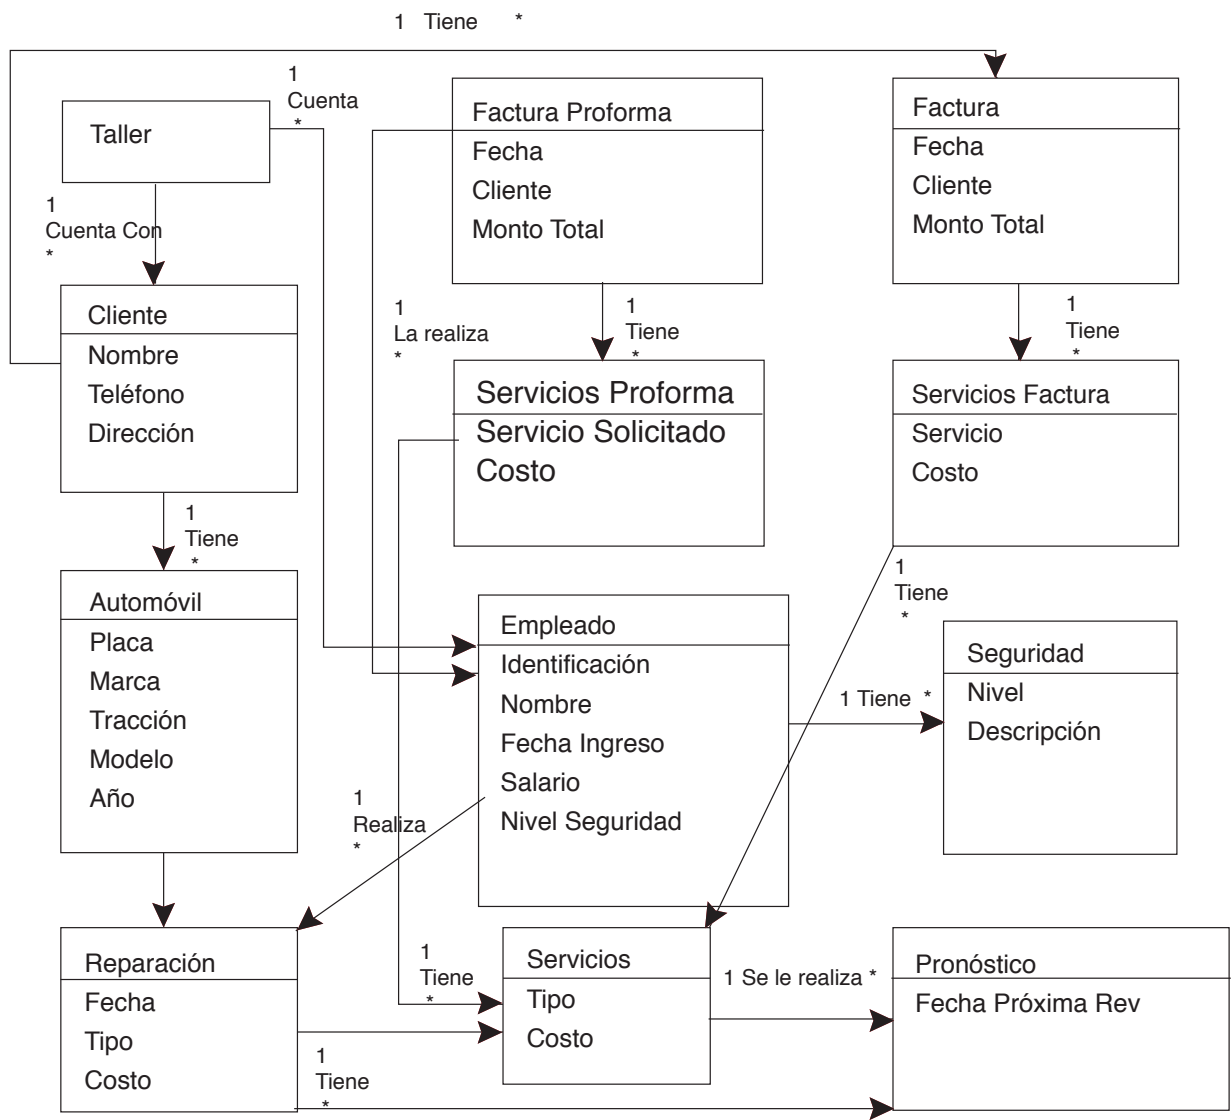 1 Tiene *
1
Cuenta
*
Taller
1
Cuenta Con
*
Factura Proforma
Fecha
Cliente
Monto Total
Factura
Fecha
Cliente
Monto Total
Cliente
Nombre
Teléfono
Dirección
1
La realiza
*
1
Tiene
*
1
Tiene
*
Servicios Proforma
Servicio Solicitado
Costo
Servicios Factura
Servicio
Costo
1
Tiene
*
1
Tiene
*
Automóvil
Placa
Marca
Tracción
Modelo
Año
Empleado
Identificación
Nombre
Fecha Ingreso
Salario
Nivel Seguridad
1 Tiene *
Seguridad
Nivel
Descripción
1
Realiza
*
Reparación
Fecha
Tipo
Costo
1
Tiene
*
Servicios
Tipo
Costo
1 Se le realiza *
Pronóstico
Fecha Próxima Rev
1
Tiene
*